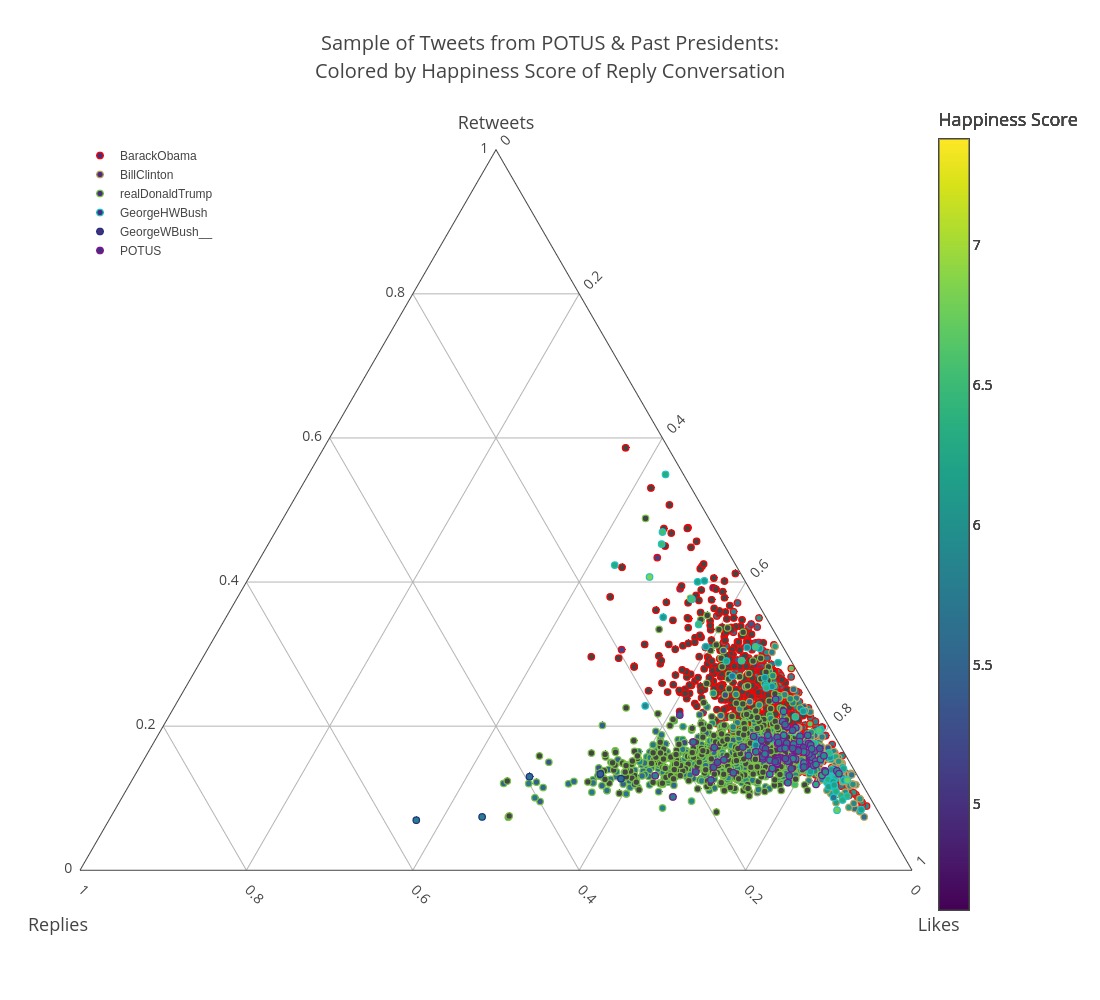 Sample of Tweets from POTUS & Past Presidents:
Colored by Happiness Score of Reply Conversation
Happiness Score
Retweets
BarackObama
BillClinton
realDonaldTrump
GeorgeHWBush
GeorgeWBush__
POTUS
1
0
0.8
0.2
0.6
0.4
0.4
0.6
0.2
0.8
0
1
1
0.8
0.6
0.4
0.2
0
Replies
Likes
7
6.5
6
5.5
5